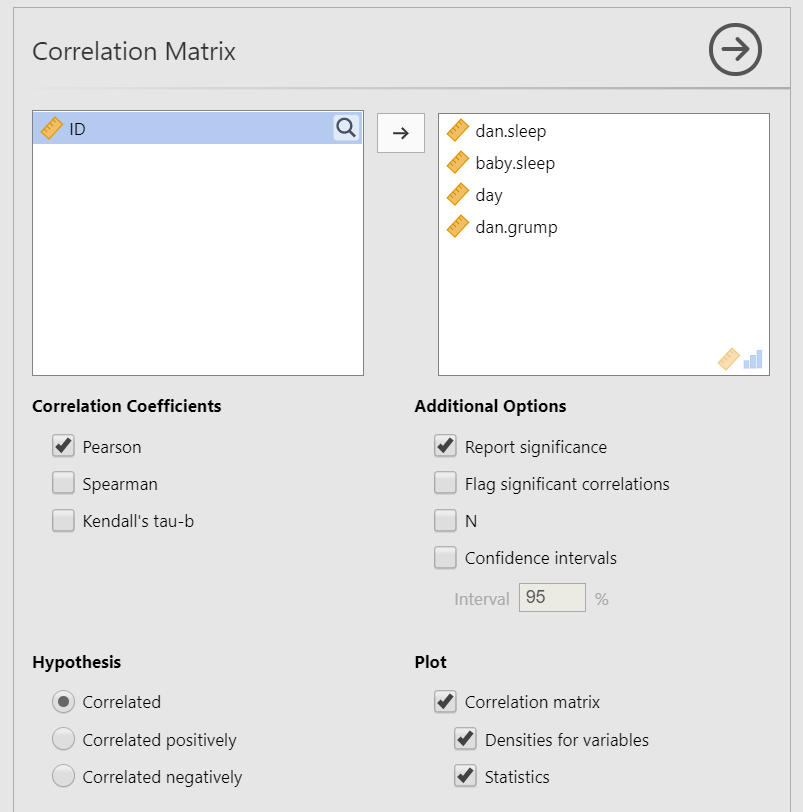 Correlation Matrix
ID
dan.sleep
baby.sleep
day
dan.grump
Correlation Coefficients
Pearson
Spearman
Kendall's tau-b
Additional Options
Report significance
Flag significant correlations
N
Confidence intervals
Interval 95 %
Hypothesis
Correlated
Correlated positively
Correlated negatively
Plot
Correlation matrix
Densities for variables
Statistics